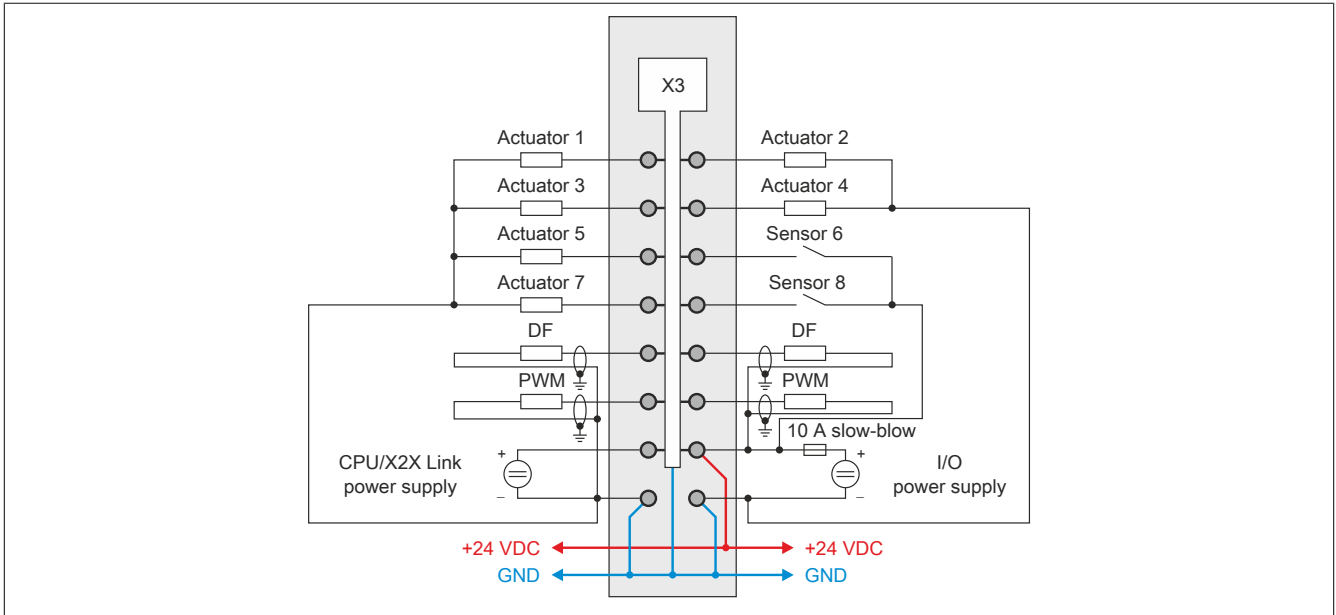 X3
Actuator 1
Actuator 2
Actuator 3
Actuator 4
Actuator 5
Sensor 6
Actuator 7
Sensor 8
DF
DF
PWM
PWM
10 A slow-blow
CPU/X2X Link
power supply
+
–
+
–
I/O
power supply
+24 VDC
+24 VDC
GND
GND